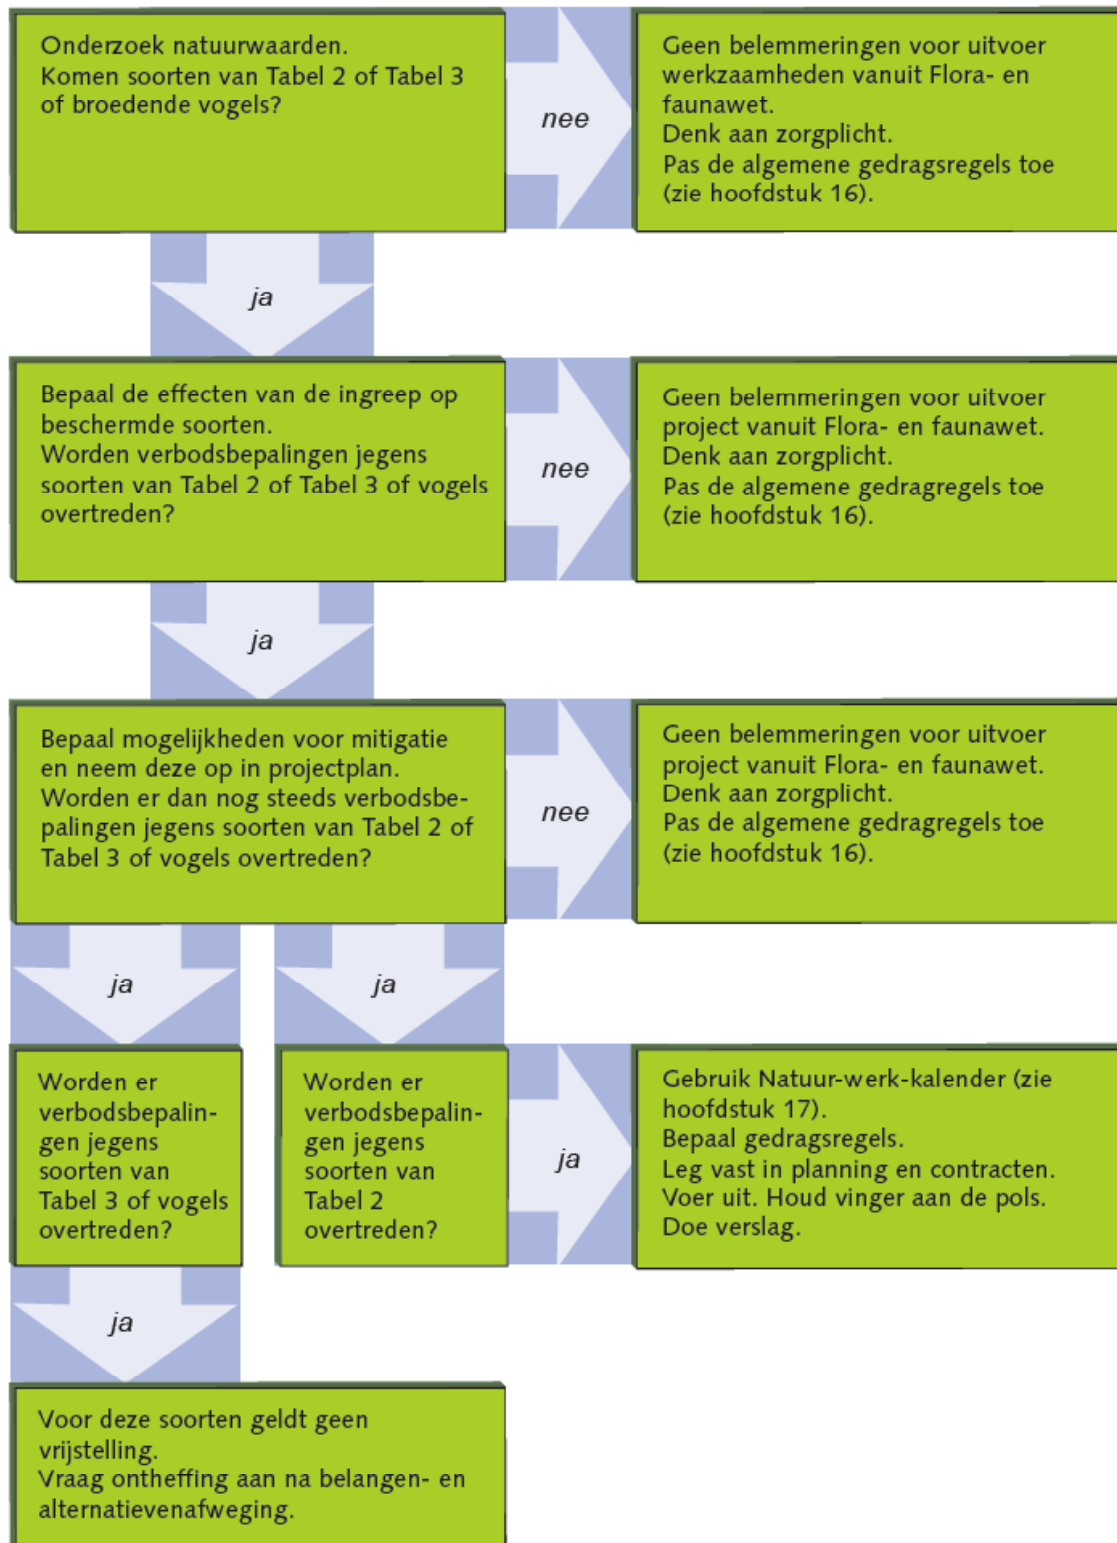 Onderzoek natuurwaarden.
Komen soorten van Tabel 2 of Tabel 3
of broedende vogels?
nee
Geen belemmeringen voor uitvoer
werkzaamheden vanuit Flora- en
faunawet.
Denk aan zorgplicht.
Pas de algemene gedragsregels toe
(zie hoofdstuk 16).
ja
Bepaal de effecten van de ingreep op
beschermde soorten.
Worden verbodsbepalingen jegens
soorten van Tabel 2 of Tabel 3 of vogels
overtreden?
nee
Geen belemmeringen voor uitvoer
project vanuit Flora- en faunawet.
Denk aan zorgplicht.
Pas de algemene gedragregels toe
(zie hoofdstuk 16).
ja
Bepaal mogelijkheden voor mitigatie
en neem deze op in projectplan.
Worden er dan nog steeds verbodsbe-
palingen jegens soorten van Tabel 2 of
Tabel 3 of vogels overtreden?
nee
Geen belemmeringen voor uitvoer
project vanuit Flora- en faunawet.
Denk aan zorgplicht.
Pas de algemene gedragregels toe
(zie hoofdstuk 16).
ja
ja
Worden er
verbodsbepalin-
gen jegens
soorten van
Tabel 3 of vogels
overtreden?
Worden er
verbodsbepalin-
gen jegens
soorten van
Tabel 2
overtreden?
ja
Gebruik Natuur-werk-kalender (zie
hoofdstuk 17).
Bepaal gedragsregels.
Leg vast in planning en contracten.
Voer uit. Houd vinger aan de pols.
Doe verslag.
ja
Voor deze soorten geldt geen
vrijstelling.
Vraag ontheffing aan na belangen- en
alternatievenafweging.